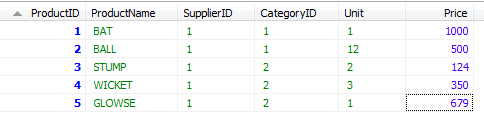 ProductID ProductName SupplierID CategoryID Unit Price
1 BAT 1 1 1 1000
2 BALL 1 1 12 500
3 STUMP 1 2 2 124
4 WICKET 1 2 3 350
5 GLOWSE 1 2 1 679